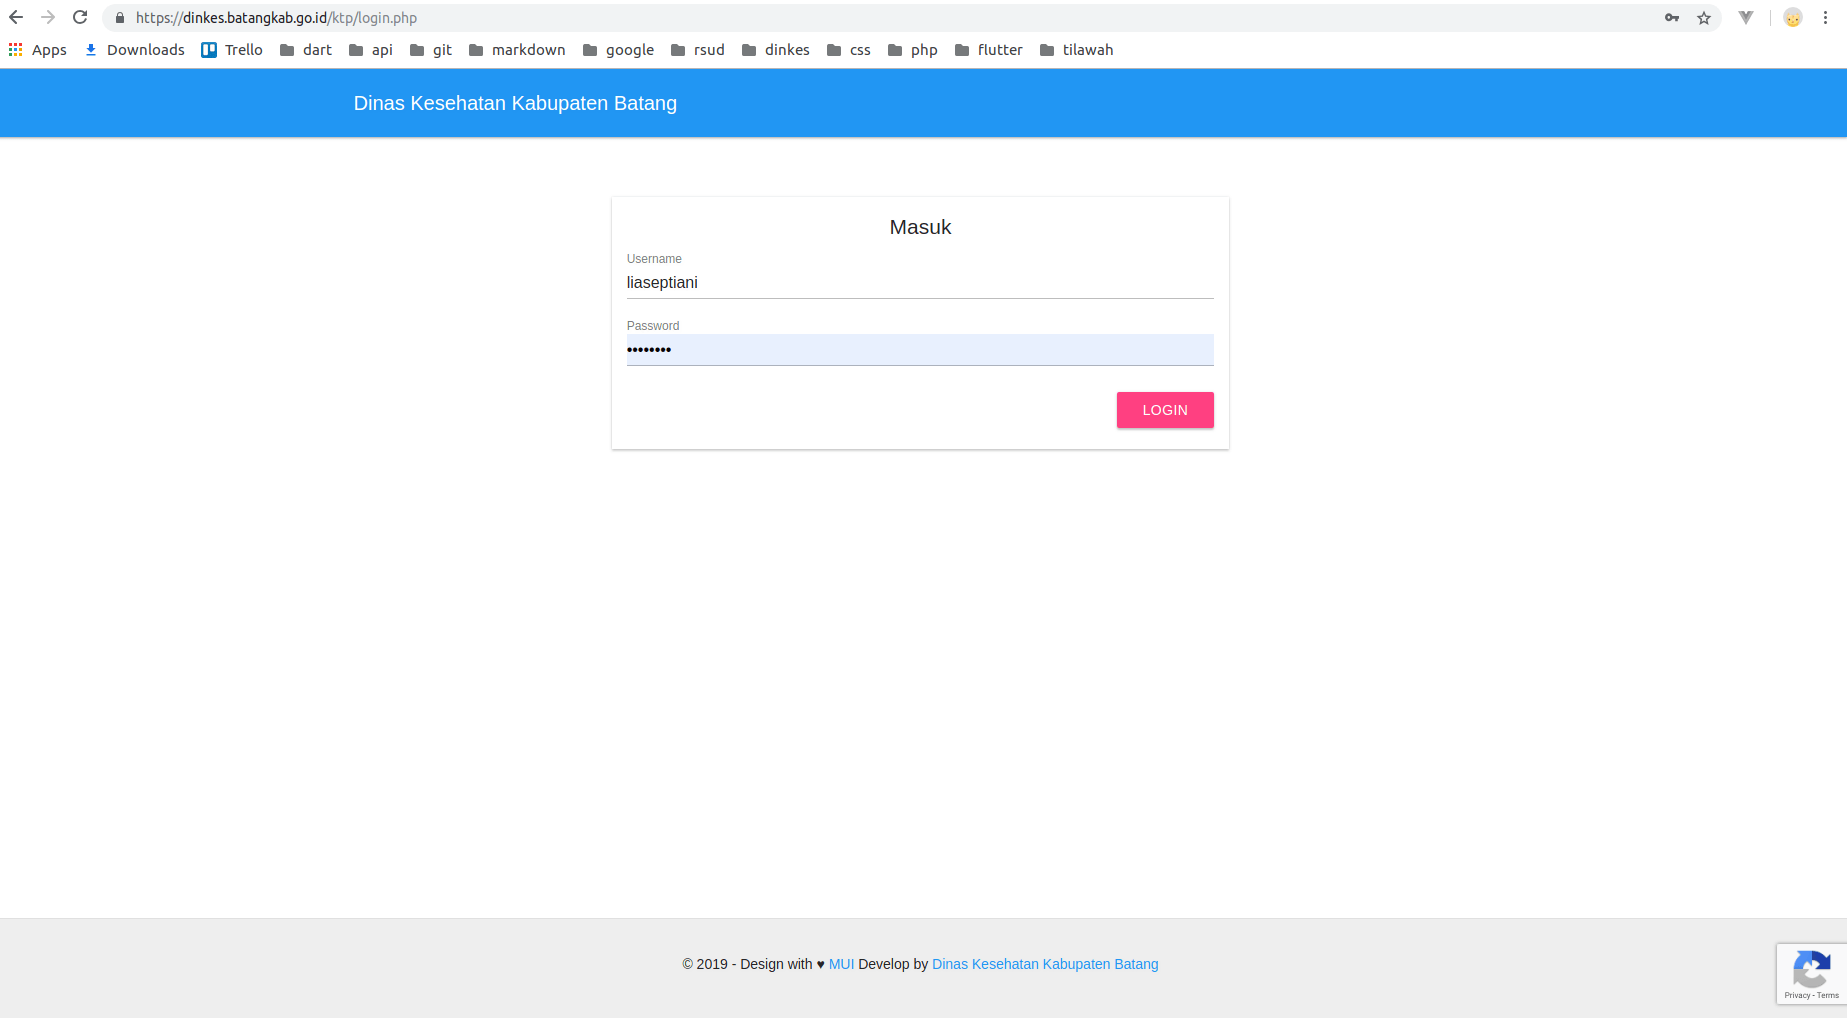 https://dinkes.batangkab.go.id/ktp/login.php
Apps Downloads Trello dart api git markdown google rsud dinkes css php flutter tilawah
Dinas Kesehatan Kabupaten Batang
Masuk
Username
liaseptiani
Password
••••••••
LOGIN
© 2019 - Design with ♥ MUI Develop by Dinas Kesehatan Kabupaten Batang
Privacy - Terms